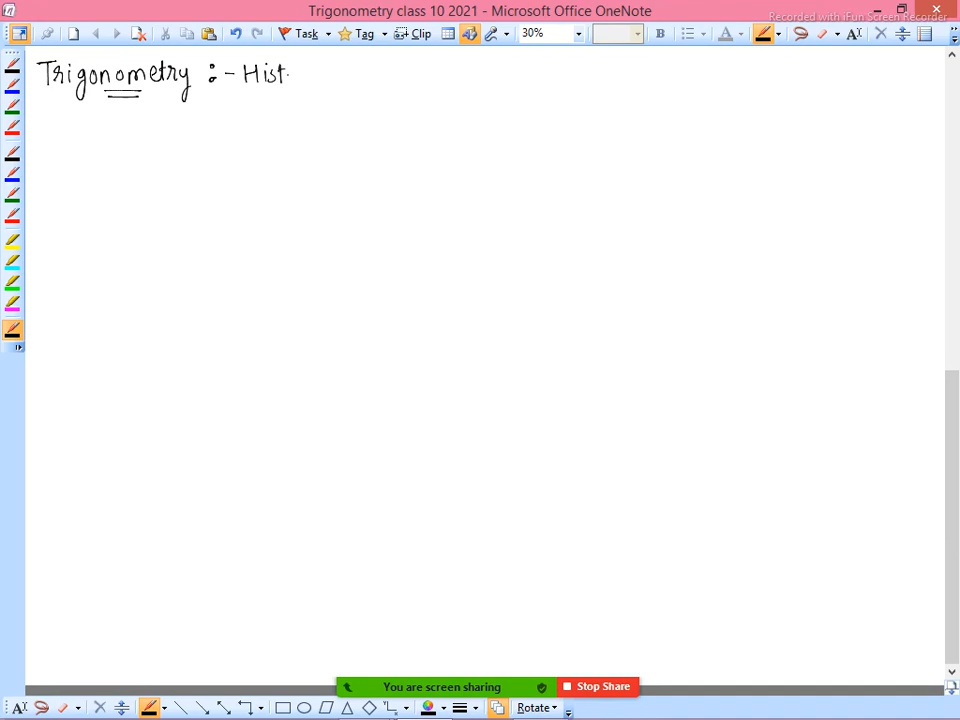 Trigonometry class 10 2021 - Microsoft Office OneNote
Recorded with iFun Screen Recorder
Task Tag Clip 30% B A
Trigonometry :- Hist
You are screen sharing Stop Share
Rotate